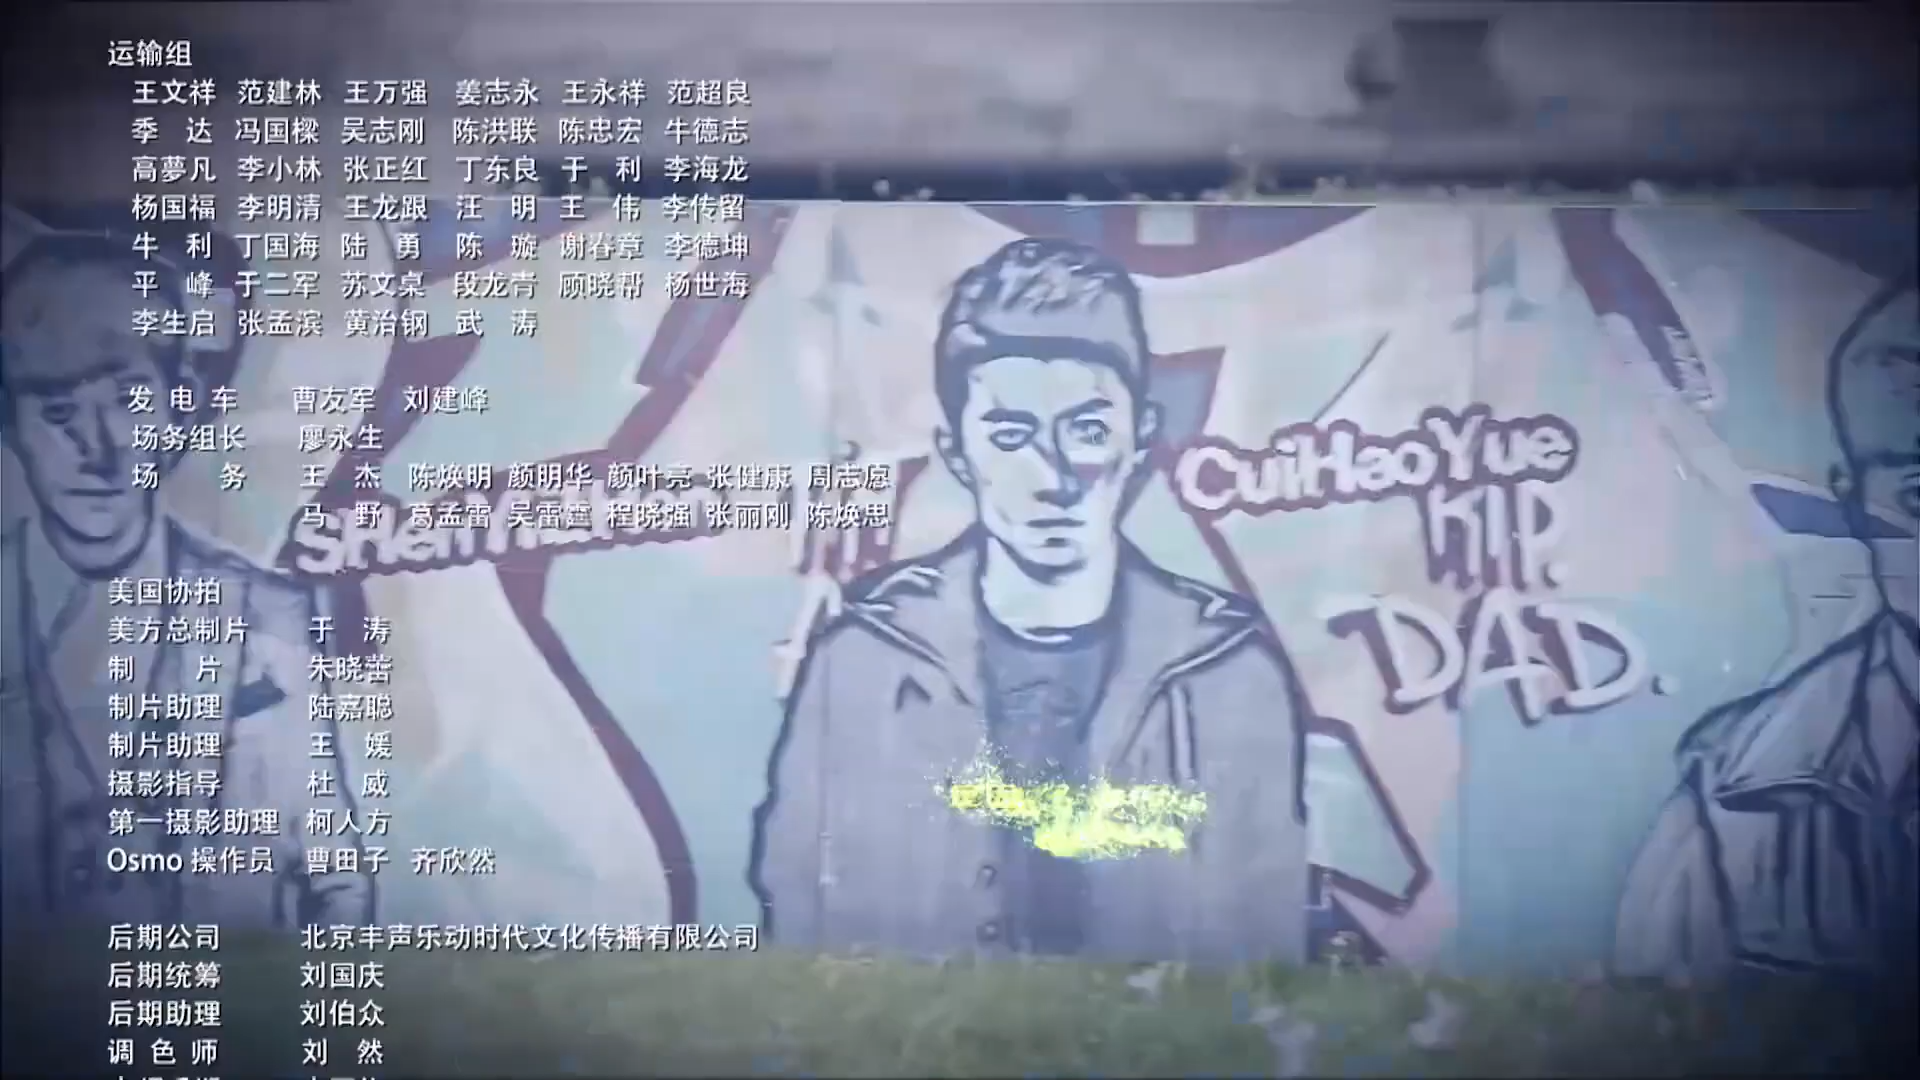 运输组
王文祥 范建林 王万强 姜志永 王永祥 范超良
季 达 冯国樑 吴志刚 陈洪联 陈忠宏 牛德志
高夢凡 李小林 张正红 丁东良 于 利 李海龙
杨国福 李明清 王龙跟 汪 明 王 伟 李传留
牛 利 丁国海 陆 勇 陈 璇 谢春章 李德坤
平 峰 于二军 苏文桌 段龙青 顾晓帮 杨世海
李生启 张孟滨 黄治钢 武 涛
发电车 曹友军 刘建峰
场务组长 廖永生
场 务 王 杰 陈焕明 颜明华 颜叶亮 张健康 周志愿
马 野 葛孟雷 吴雷霆 程晓强 张丽刚 陈焕思
CuiHaoYue
KIP.
DAD.
美国协拍
美方总制片 于 涛
制 片 朱晓蕾
制片助理 陆嘉聪
制片助理 王 媛
摄影指导 杜 威
第一摄影助理 柯人方
Osmo 操作员 曹田子 齐欣然
后期公司 北京丰声乐动时代文化传播有限公司
后期统筹 刘国庆
后期助理 刘伯众
调色师 刘 然